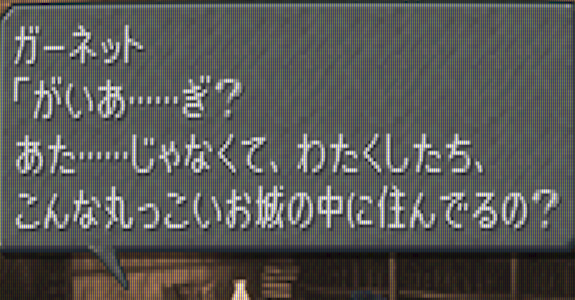 ガーネット
「がいあ……ぎ？
あた……じゃなくて、わたくしたち、
こんな丸っこいお城の中に住んでるの？